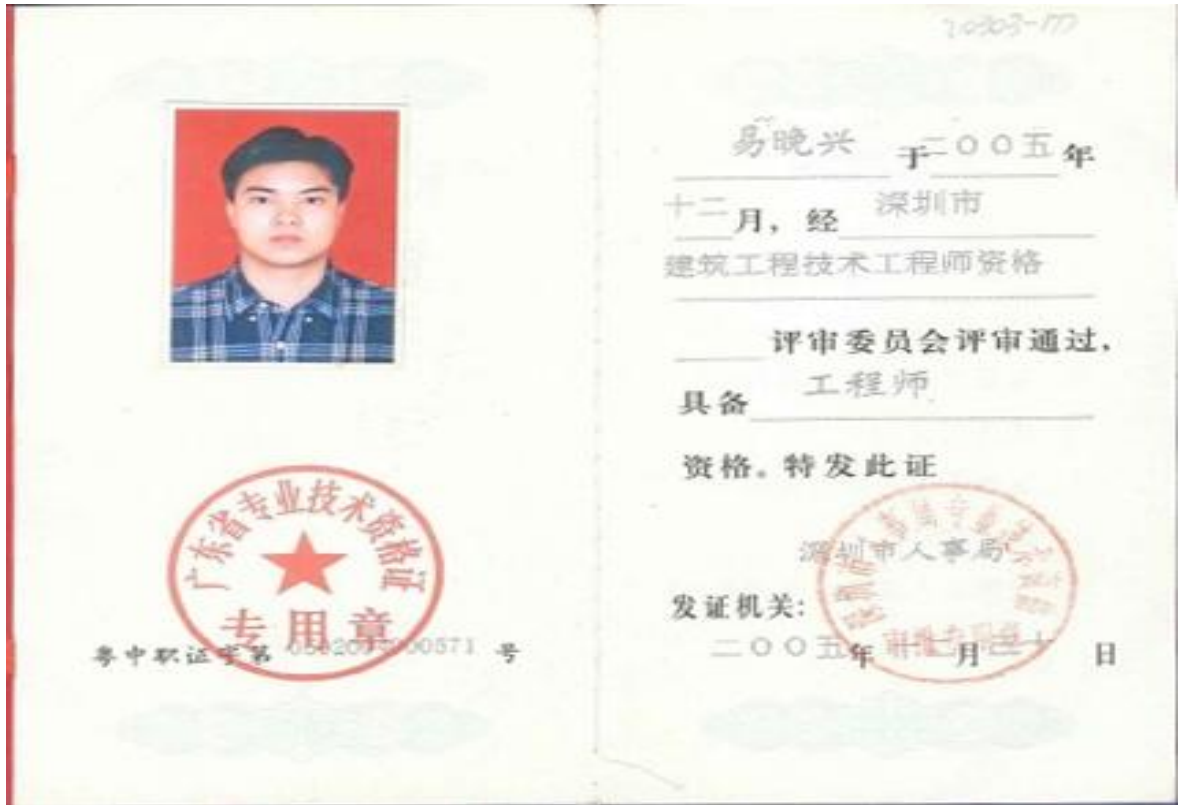 广东省专业技术资格证
专用章
粤中职证字第 号
易晚兴 于二〇〇五年
十二月，经 深圳市
建筑工程技术工程师资格
评审委员会评审通过，
具备 工程师
资格。特发此证
深圳市人事局
发证机关：
二〇〇五年 月 日